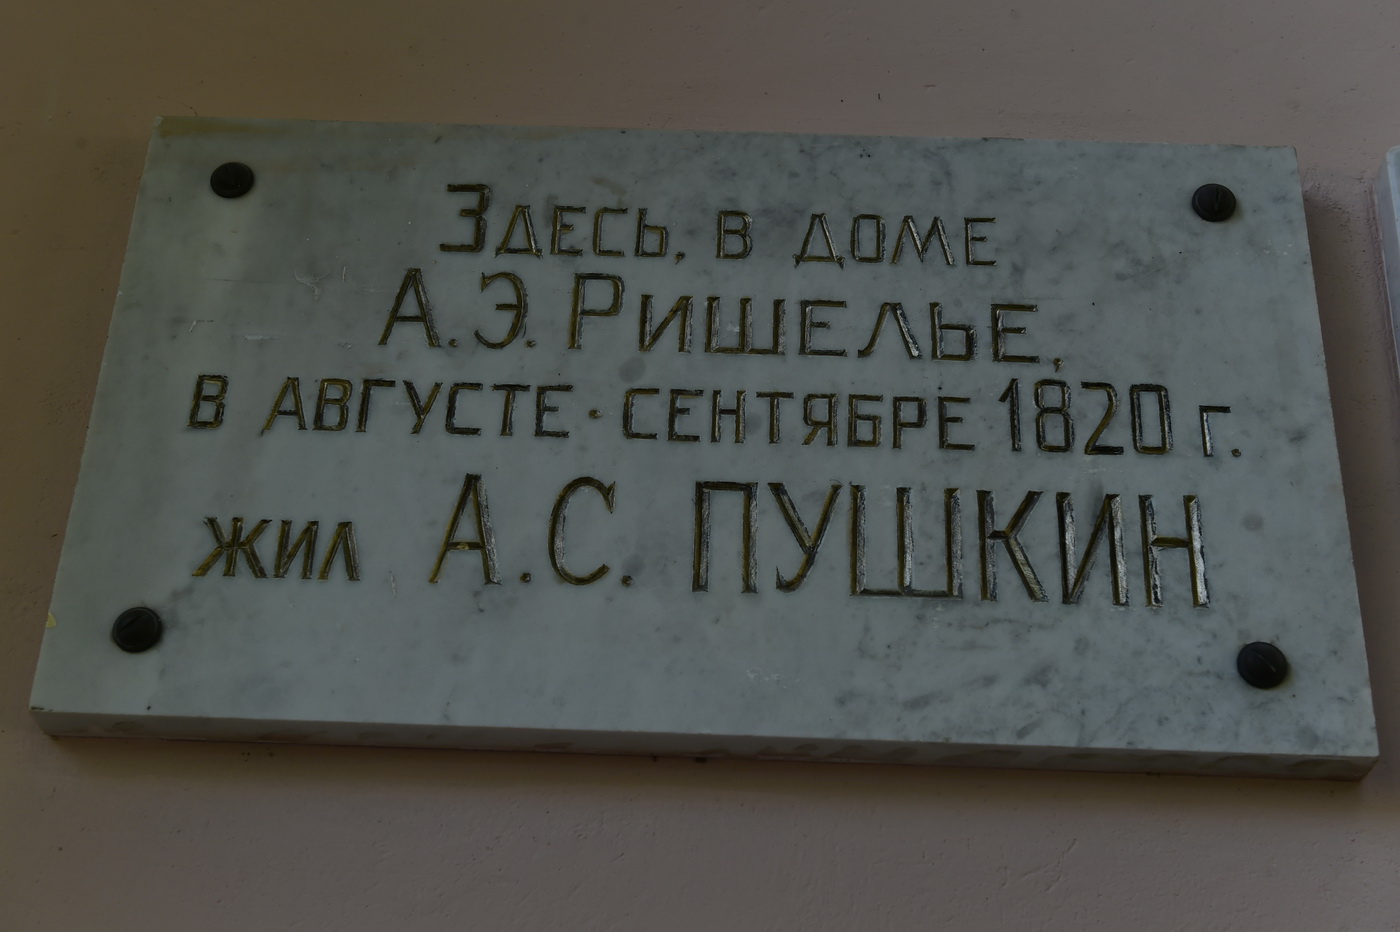 Здесь, в доме
А.Э. Ришелье,
в августе·сентябре 1820 г.
жил А.С. ПУШКИН